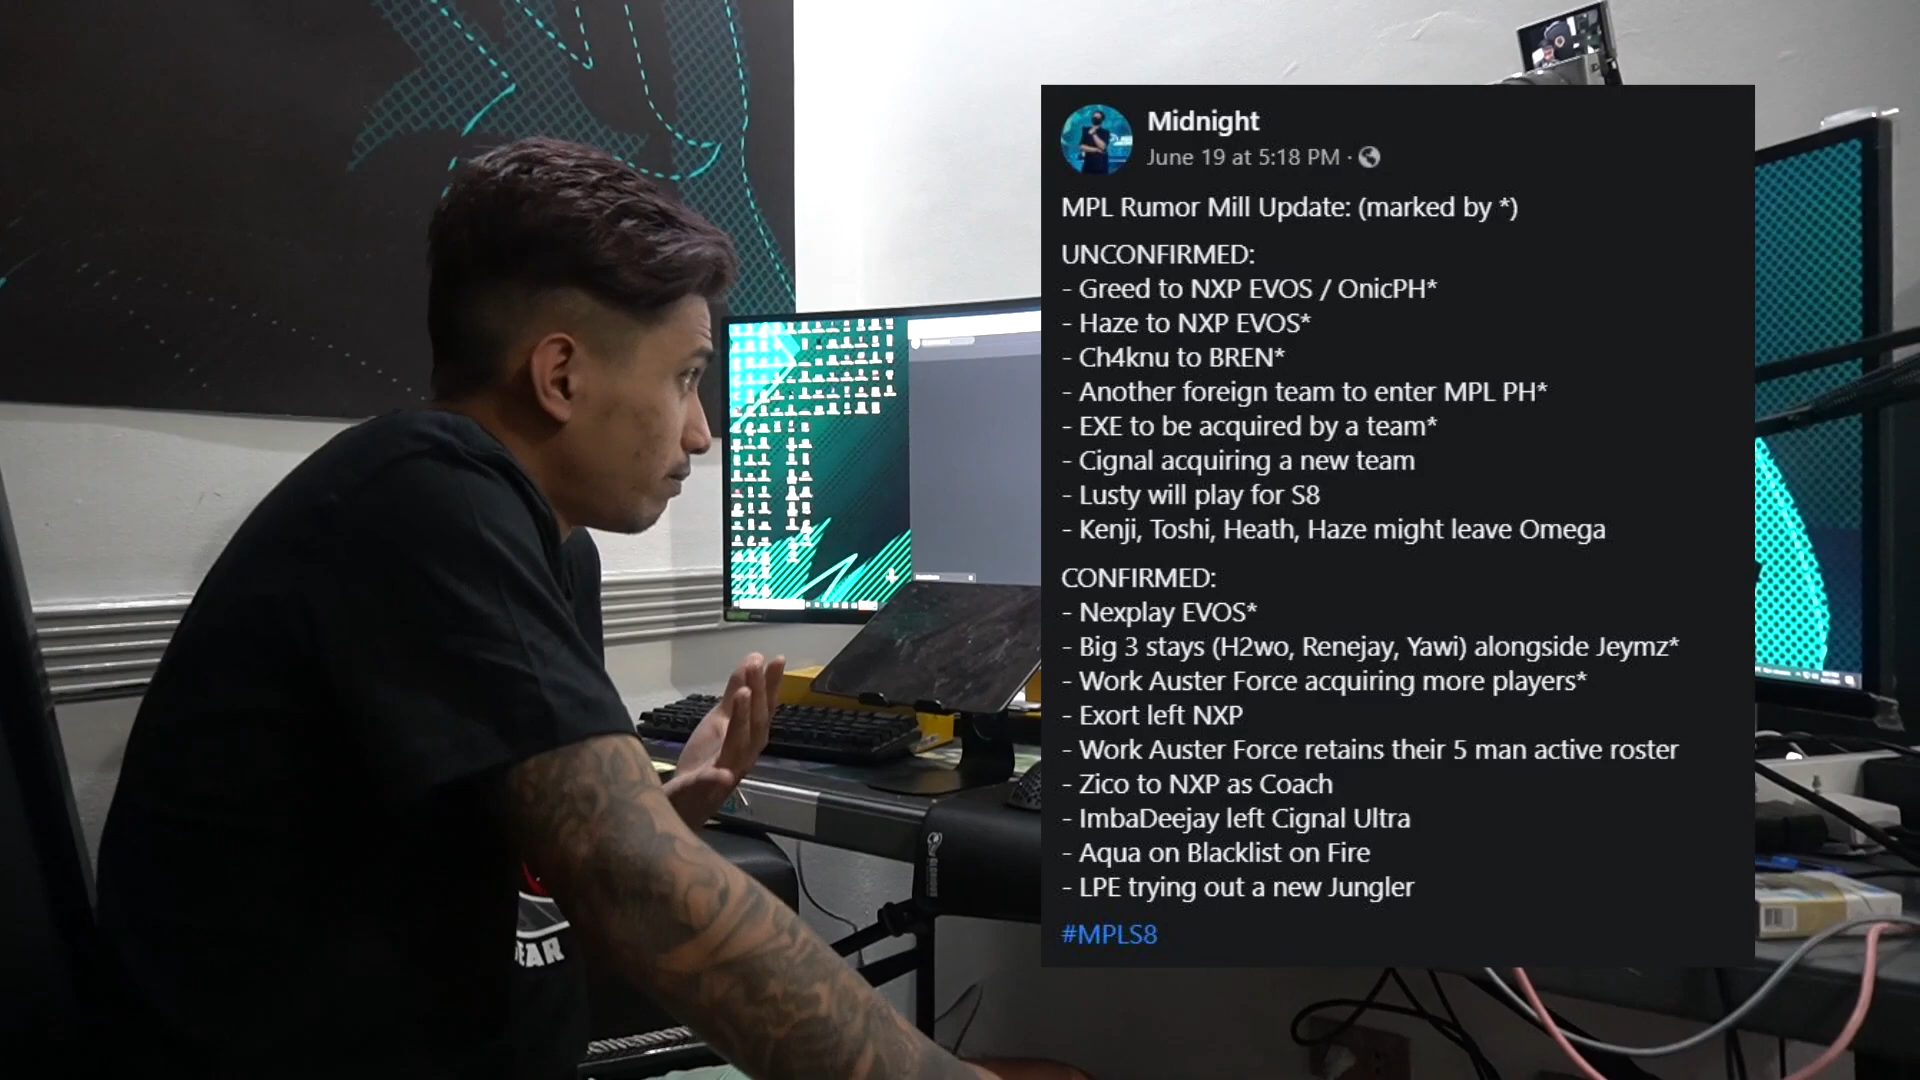 Midnight
June 19 at 5:18 PM ·
MPL Rumor Mill Update: (marked by *)
UNCONFIRMED:
- Greed to NXP EVOS / OnicPH*
- Haze to NXP EVOS*
- Ch4knu to BREN*
- Another foreign team to enter MPL PH*
- EXE to be acquired by a team*
- Cignal acquiring a new team
- Lusty will play for S8
- Kenji, Toshi, Heath, Haze might leave Omega
CONFIRMED:
- Nexplay EVOS*
- Big 3 stays (H2wo, Renejay, Yawi) alongside Jeymz*
- Work Auster Force acquiring more players*
- Exort left NXP
- Work Auster Force retains their 5 man active roster
- Zico to NXP as Coach
- ImbaDeejay left Cignal Ultra
- Aqua on Blacklist on Fire
- LPE trying out a new Jungler
#MPLS8
EAR